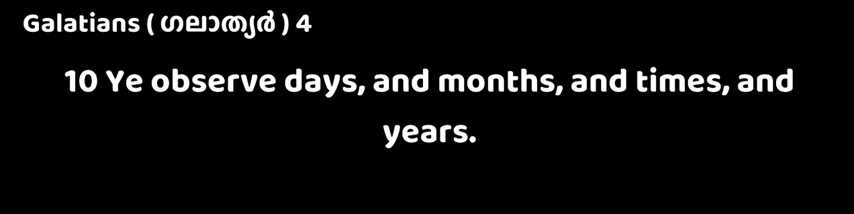 Galatians ( ഗലാത്യർ ) 4
10 Ye observe days, and months, and times, and
years.